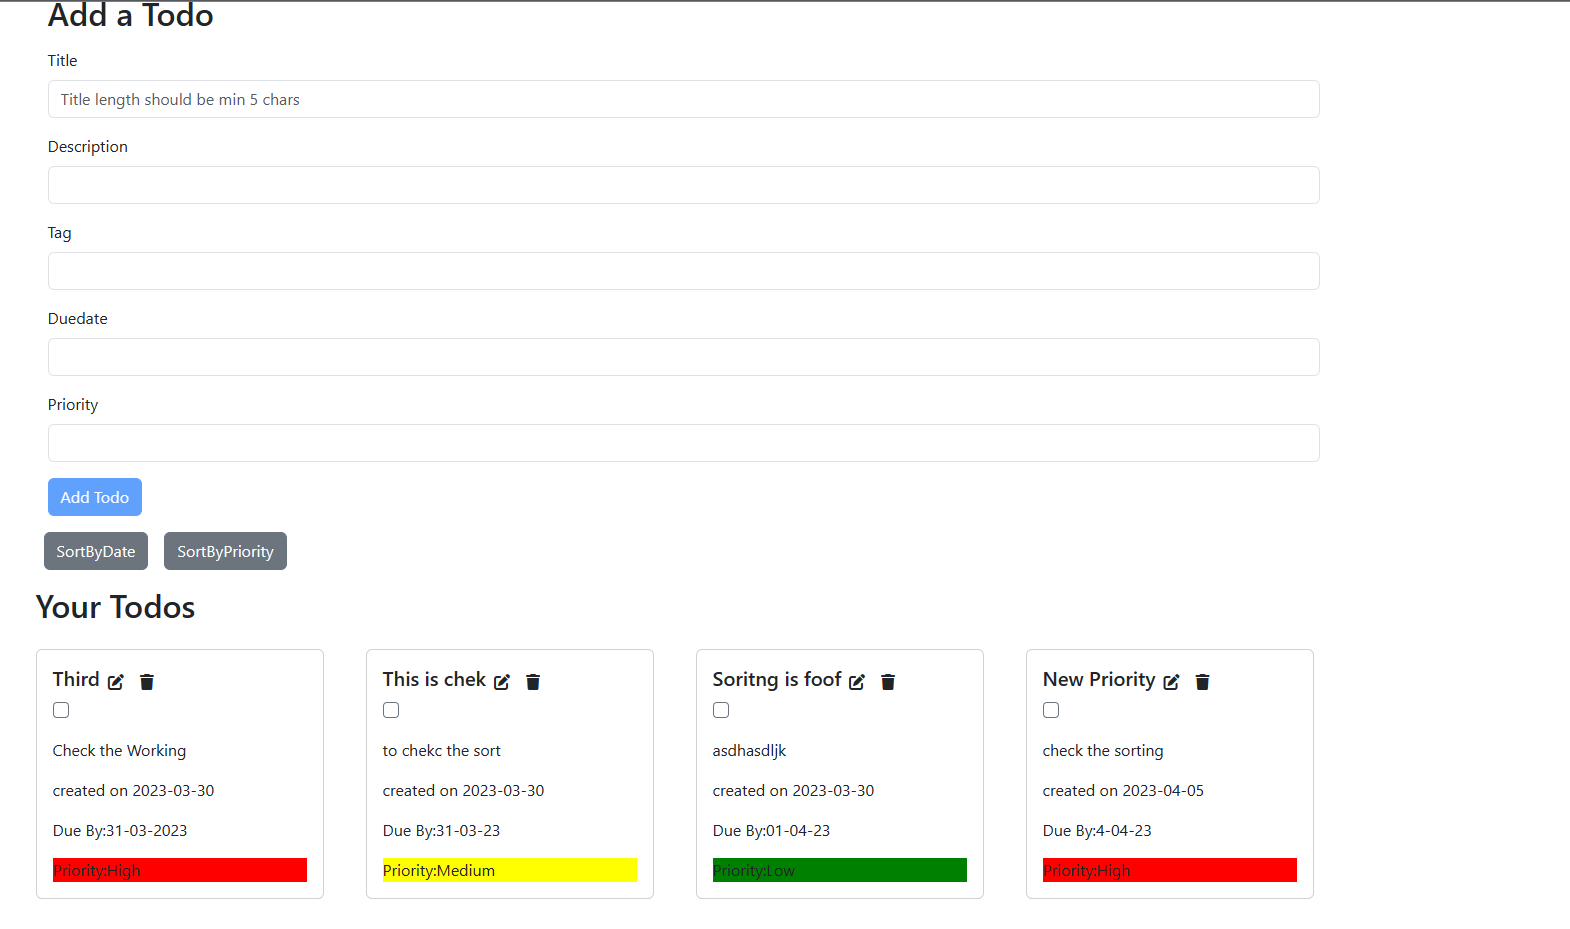 Add a Todo
Title
Title length should be min 5 chars
Description
Tag
Duedate
Priority
Add Todo
SortByDate SortByPriority
Your Todos
Third
Check the Working
created on 2023-03-30
Due By:31-03-2023
Priority:High
This is chek
to chekc the sort
created on 2023-03-30
Due By:31-03-23
Priority:Medium
Soritng is foof
asdhasdljk
created on 2023-03-30
Due By:01-04-23
Priority:Low
New Priority
check the sorting
created on 2023-04-05
Due By:4-04-23
Priority:High